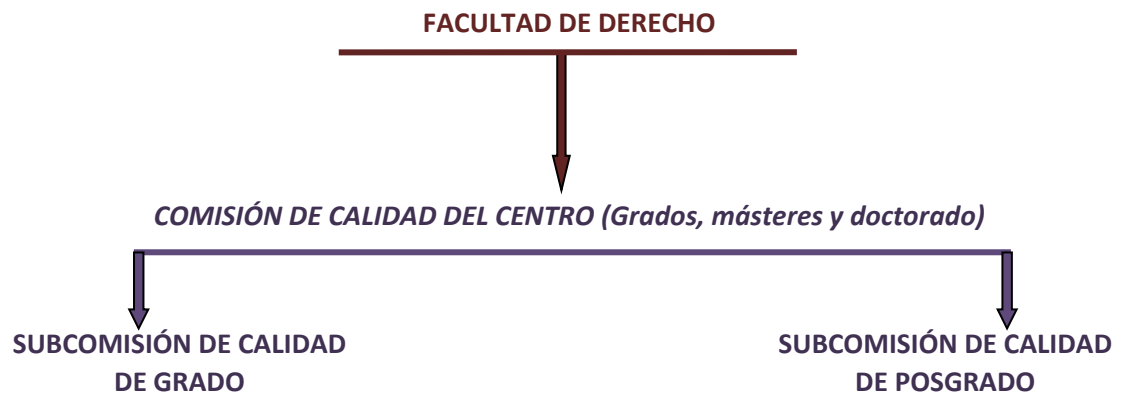 FACULTAD DE DERECHO
COMISIÓN DE CALIDAD DEL CENTRO (Grados, másteres y doctorado)
SUBCOMISIÓN DE CALIDAD
DE GRADO
SUBCOMISIÓN DE CALIDAD
DE POSGRADO